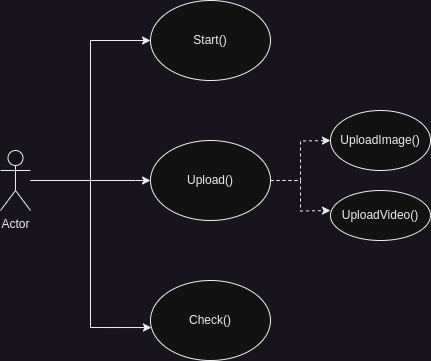 Start()
UploadImage()
Upload()
UploadVideo()
Actor
Check()